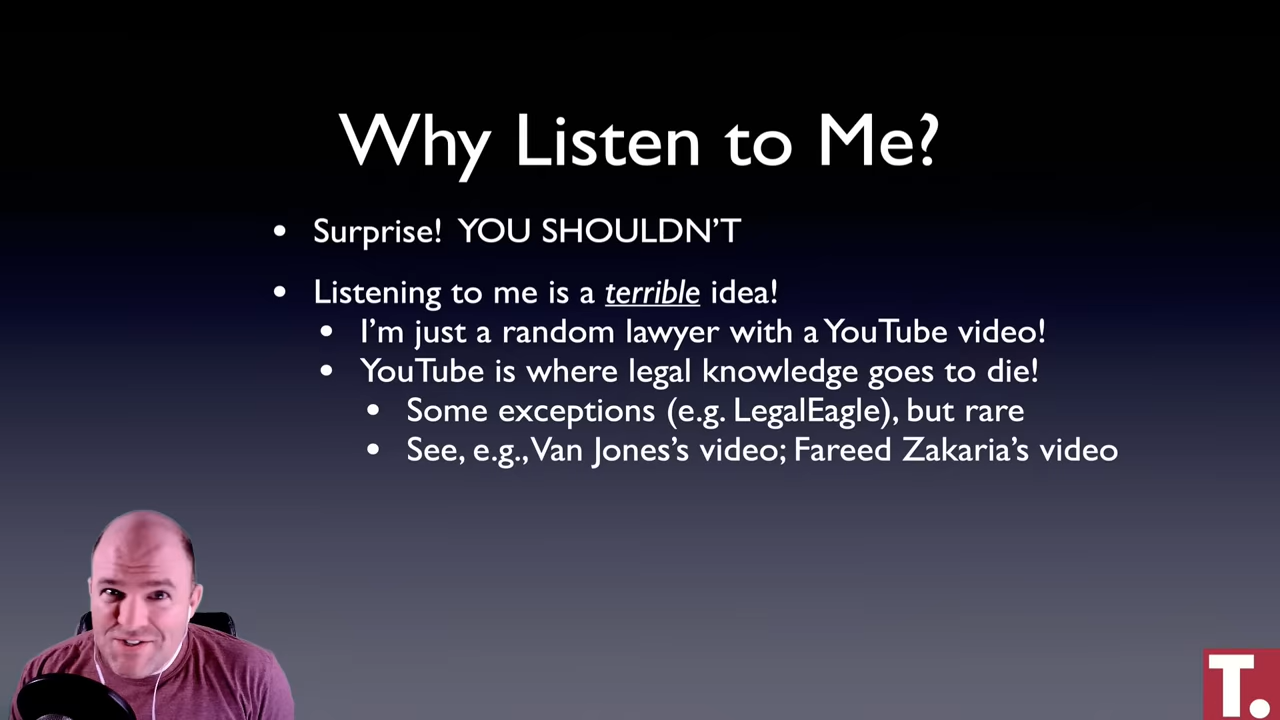 Why Listen to Me?
• Surprise! YOU SHOULDN'T
• Listening to me is a terrible idea!
• I'm just a random lawyer with a YouTube video!
• YouTube is where legal knowledge goes to die!
• Some exceptions (e.g. LegalEagle), but rare
• See, e.g., Van Jones's video; Fareed Zakaria's video
T.